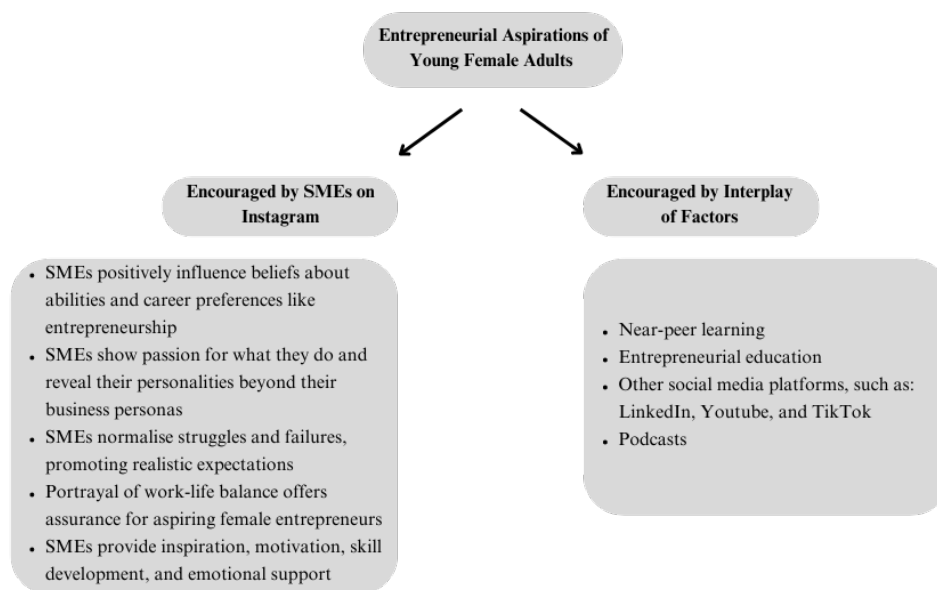 Entrepreneurial Aspirations of
Young Female Adults
Encouraged by SMEs on
Instagram
• SMEs positively influence beliefs about
abilities and career preferences like
entrepreneurship
• SMEs show passion for what they do and
reveal their personalities beyond their
business personas
• SMEs normalise struggles and failures,
promoting realistic expectations
• Portrayal of work-life balance offers
assurance for aspiring female entrepreneurs
• SMEs provide inspiration, motivation, skill
development, and emotional support
Encouraged by Interplay
of Factors
• Near-peer learning
• Entrepreneurial education
• Other social media platforms, such as:
LinkedIn, Youtube, and TikTok
• Podcasts